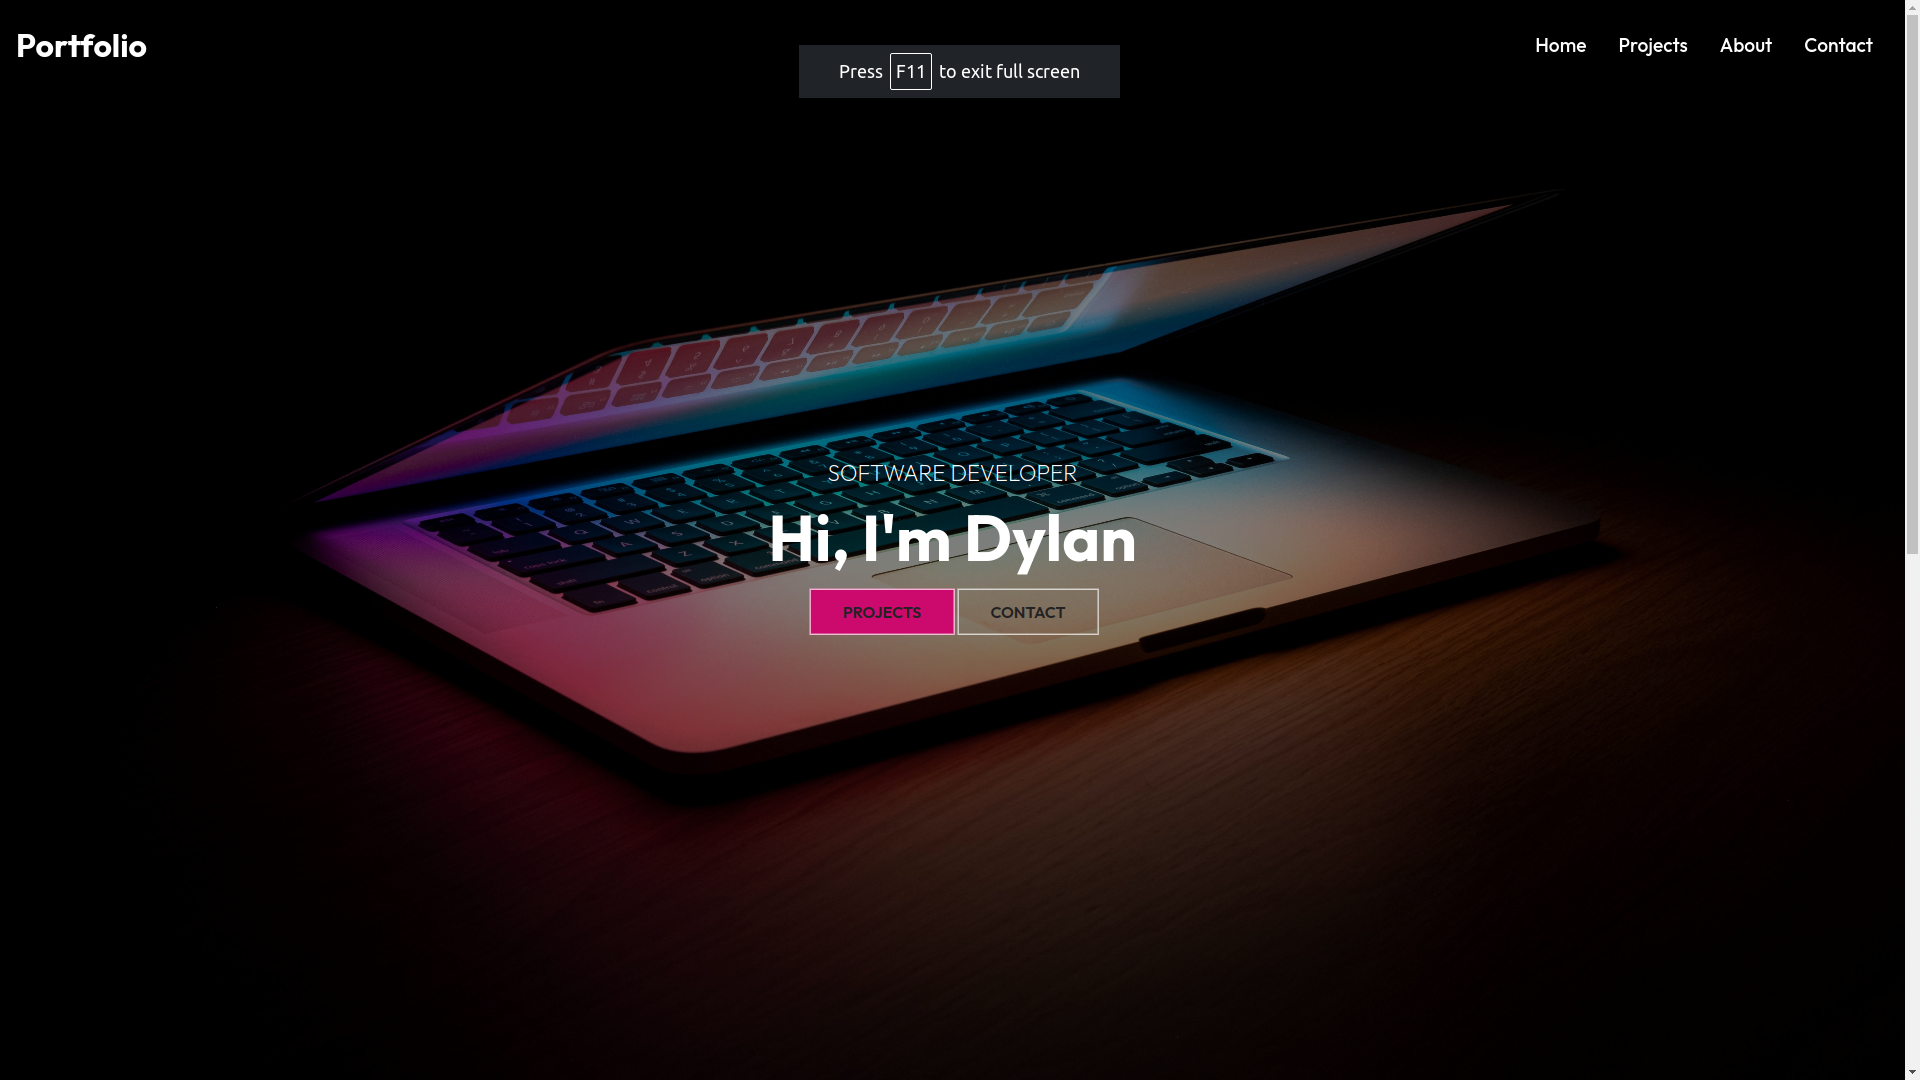 Portfolio
Home Projects About Contact
Press F11 to exit full screen
SOFTWARE DEVELOPER
Hi, I'm Dylan
PROJECTS CONTACT